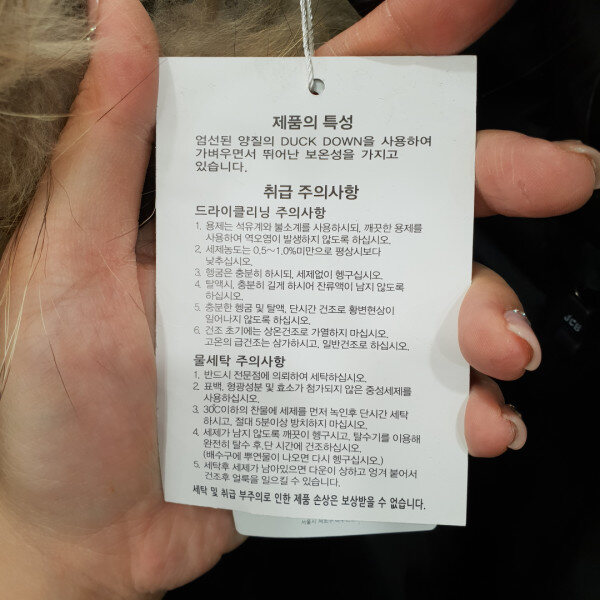 제품의 특성
엄선된 양질의 DUCK DOWN을 사용하여
가벼우면서 뛰어난 보온성을 가지고
있습니다.
취급 주의사항
드라이클리닝 주의사항
1. 용제는 석유계와 불소계를 사용하시되, 깨끗한 용제를
사용하여 역오염이 발생하지 않도록 하십시오.
2. 세제농도는 0.5~1.0%미만으로 평상시보다
낮추십시오.
3. 헹굼은 충분히 하시되, 세제없이 헹구십시오.
4. 탈액시, 충분히 길게 하시어 잔류액이 남지 않도록
하십시오.
5. 충분한 헹굼 및 탈액, 단시간 건조로 황변현상이
일어나지 않도록 하십시오.
6. 건조 초기에는 상온건조로 가열하지 마십시오.
고온의 급건조는 삼가하시고, 일반건조로 하십시오.
물세탁 주의사항
1. 반드시 전문점에 의뢰하여 세탁하십시오.
2. 표백, 형광성분 및 효소가 첨가되지 않은 중성세제를
사용하십시오.
3. 30℃이하의 찬물에 세제를 먼저 녹인후 단시간 세탁
하시고, 절대 5분이상 방치하지 마십시오.
4. 세제가 남지 않도록 깨끗이 헹구시고, 탈수기를 이용해
완전히 탈수 후,단 시간에 건조하십시오.
(배수구에 뿌연물이 나오면 다시 헹구십시오.)
5. 세탁후 세제가 남아있으면 다운이 상하고 엉겨 붙어서
건조후 얼룩을 일으킬 수 있습니다.
세탁 및 취급 부주의로 인한 제품 손상은 보상받을 수 없습니다.
JCB